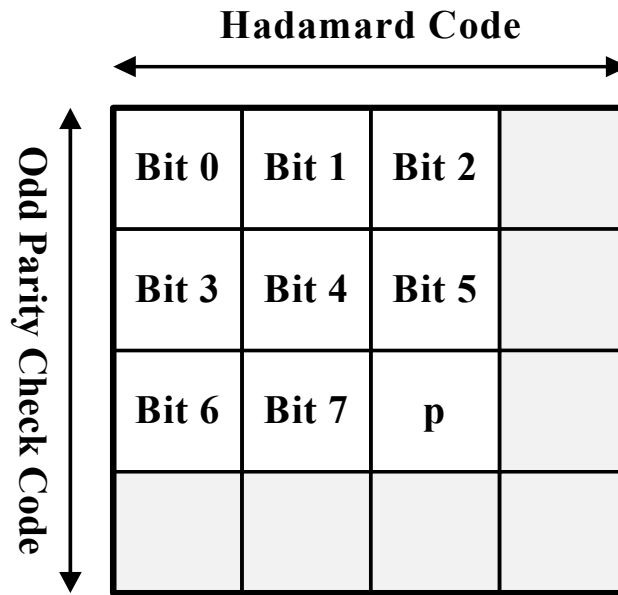 Hadamard Code
Odd Parity Check Code
Bit 0 Bit 1 Bit 2
Bit 3 Bit 4 Bit 5
Bit 6 Bit 7 p